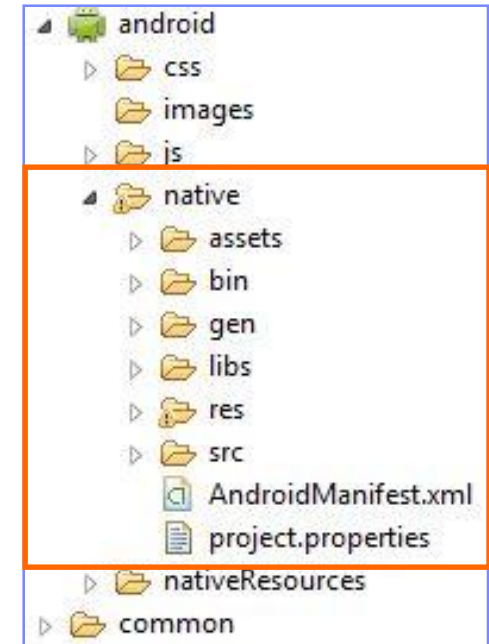 android
css
images
js
native
assets
bin
gen
libs
res
src
AndroidManifest.xml
project.properties
nativeResources
common